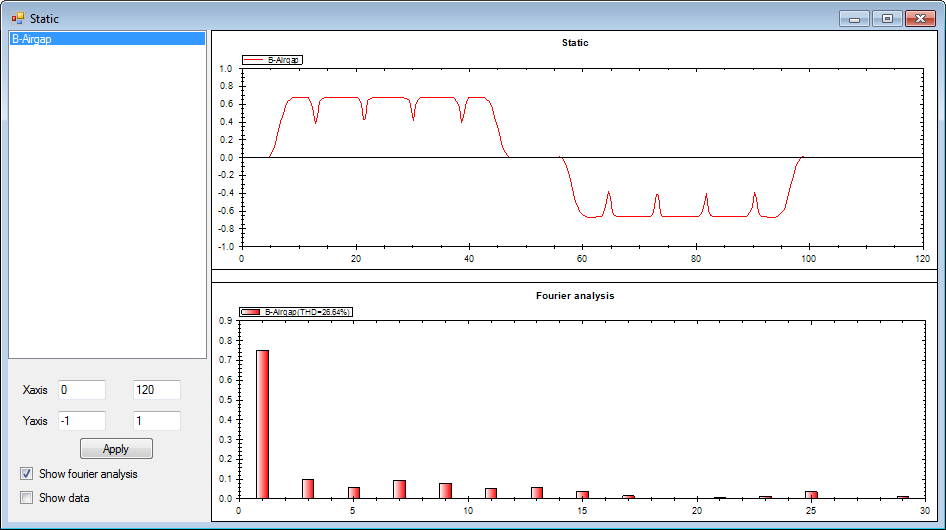 Static
B-Airgap
Static
B-Airgap
1.0
0.8
0.6
0.4
0.2
0.0
-0.2
-0.4
-0.6
-0.8
-1.0
0 20 40 60 80 100 120
Fourier analysis
B-Airgap(THD=26.64%)
0.9
0.8
0.7
0.6
0.5
0.4
0.3
0.2
0.1
0.0
0 5 10 15 20 25 30
Xaxis 0 120
Yaxis -1 1
Apply
Show fourier analysis
Show data